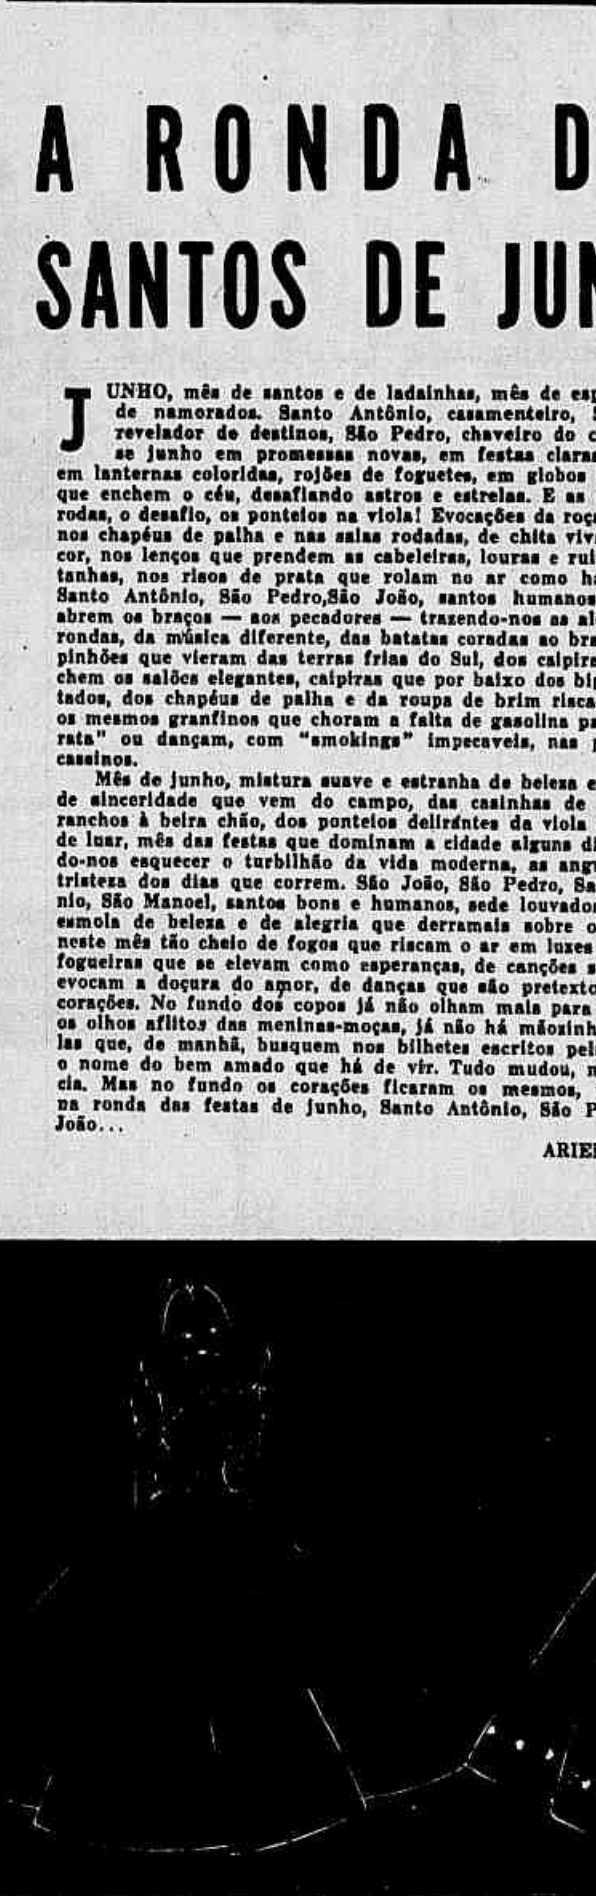 A RONDA D
SANTOS DE JUN
JUNHO, mês de santos e de ladainhas, mês de esp
de namorados. Santo Antônio, casamenteiro, S
revelador de destinos, São Pedro, chaveiro do c
se junho em promessas novas, em festas claras
em lanternas coloridas, rojões de foguetes, em globos
que enchem o céu, desafiando astros e estrelas. E as
rodas, o desafio, os ponteios na viola! Evocações da roç
nos chapéus de palha e nas saias rodadas, de chita viv
cor, nos lenços que prendem as cabeleiras, louras e rui
tanhas, nos risos de prata que rolam no ar como ha
Santo Antônio, São Pedro,São João, santos humanos
abrem os braços — aos pecadores — trazendo-nos as al
rondas, da música diferente, das batatas coradas ao bra
pinhões que vieram das terras frias do Sul, dos caipira
chem os salões elegantes, caipiras que por baixo dos big
tados, dos chapéus de palha e da roupa de brim risca
os mesmos granfinos que choram a falta de gasolina pa
rata" ou dançam, com "smokings" impecaveis, nas p
cassinos.
Mês de junho, mistura suave e estranha de beleza e
de sinceridade que vem do campo, das casinhas de
ranchos à beira chão, dos ponteios delirántes da viola
de luar, mês das festas que dominam a cidade alguns di
do-nos esquecer o turbilhão da vida moderna, as angu
tristeza dos dias que correm. São João, São Pedro, Sa
nio, São Manoel, santos bons e humanos, sede louvado
esmola de beleza e de alegria que derramais sobre o
neste mês tão cheio de fogos que riscam o ar em luzes
fogueiras que se elevam como esperanças, de canções s
evocam a doçura do amor, de danças que são pretexto
corações. No fundo dos copos já não olham mais para
os olhos aflitos das meninas-moças, já não há mãozinh
las que, de manhã, busquem nos bilhetes escritos pel
o nome do bem amado que há de vir. Tudo mudou, n
cia. Mas no fundo os corações ficaram os mesmos,
na ronda das festas de junho, Santo Antônio, São P
João...
ARIE